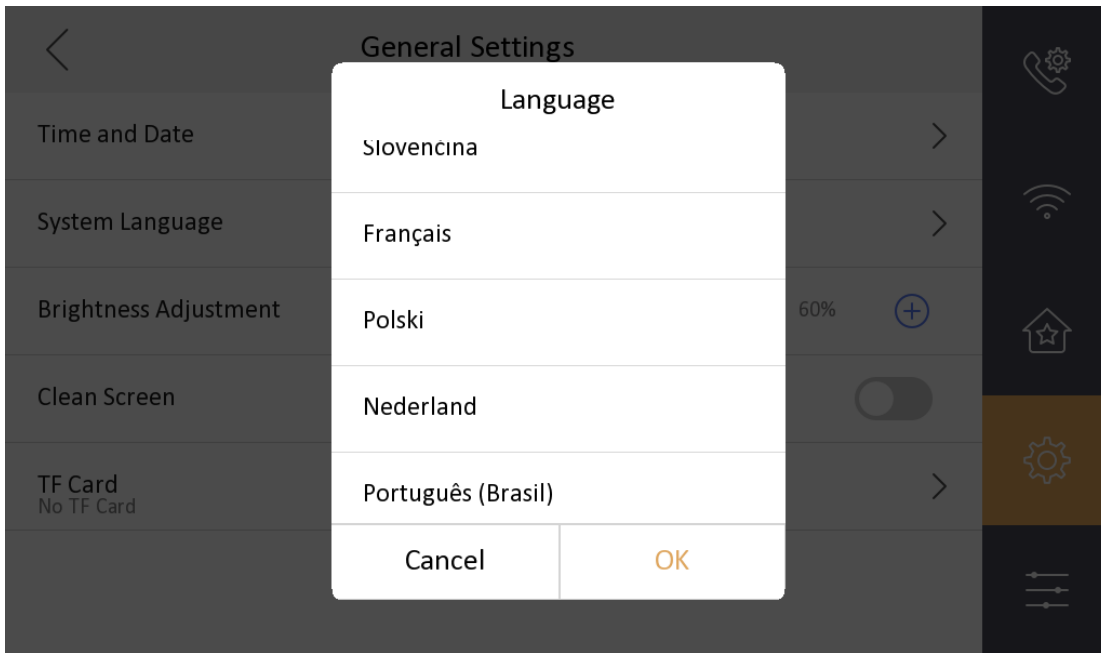 General Settings
Language
Time and Date
Slovenčina
System Language
Français
Brightness Adjustment
60%
Polski
Clean Screen
Nederland
TF Card
No TF Card
Português (Brasil)
Cancel
OK